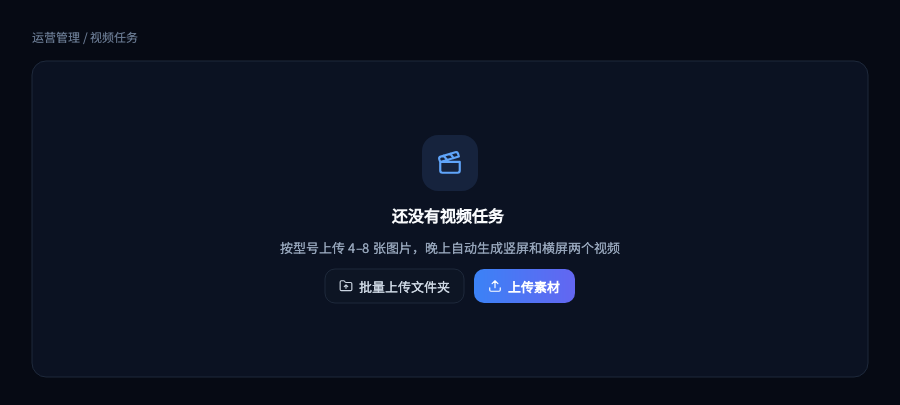 运营管理 / 视频任务
还没有视频任务
按型号上传 4–8 张图片，晚上自动生成竖屏和横屏两个视频
批量上传文件夹
上传素材